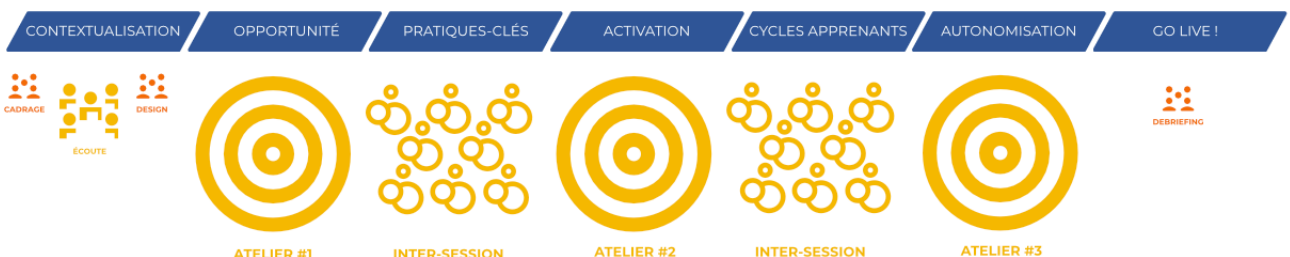 CONTEXTUALISATION
OPPORTUNITÉ
PRATIQUES-CLÉS
ACTIVATION
CYCLES APPRENANTS
AUTONOMISATION
GO LIVE !
CADRAGE
ÉCOUTE
DESIGN
DEBRIEFING
ATELIER #1
INTER-SESSION
ATELIER #2
INTER-SESSION
ATELIER #3